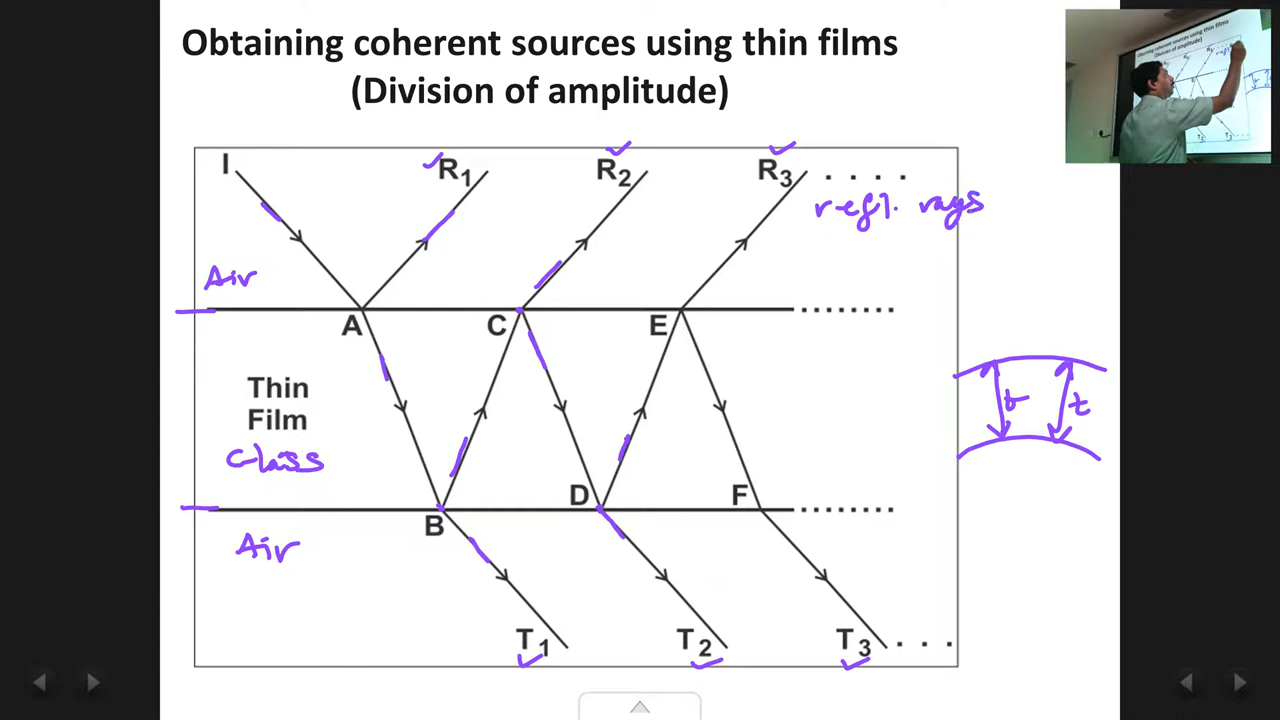 Obtaining coherent sources using thin films
(Division of amplitude)
I R1 R2 R3 . . . .
refl. rays
Air
A C E
Thin
Film
Glass
t t
B D F
Air
T1 T2 T3 . . .